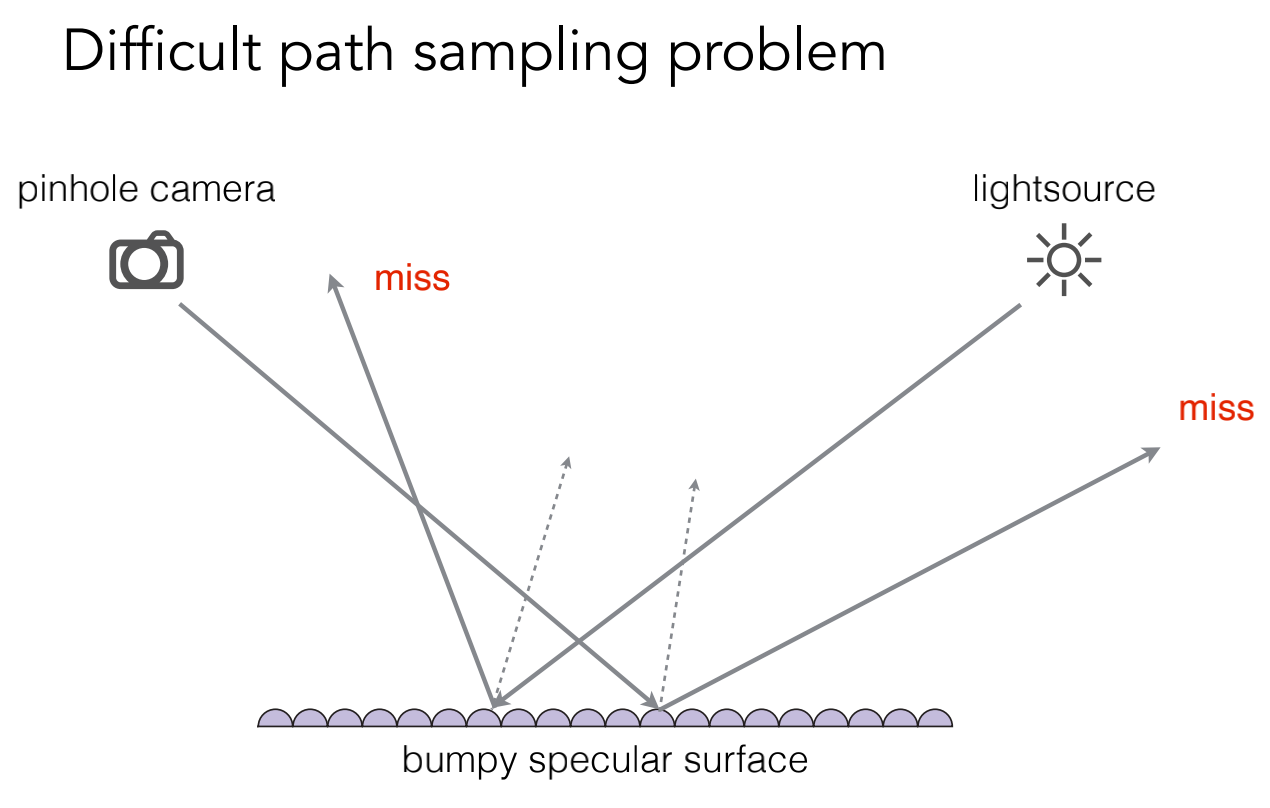 Difficult path sampling problem
pinhole camera
lightsource
miss
miss
bumpy specular surface